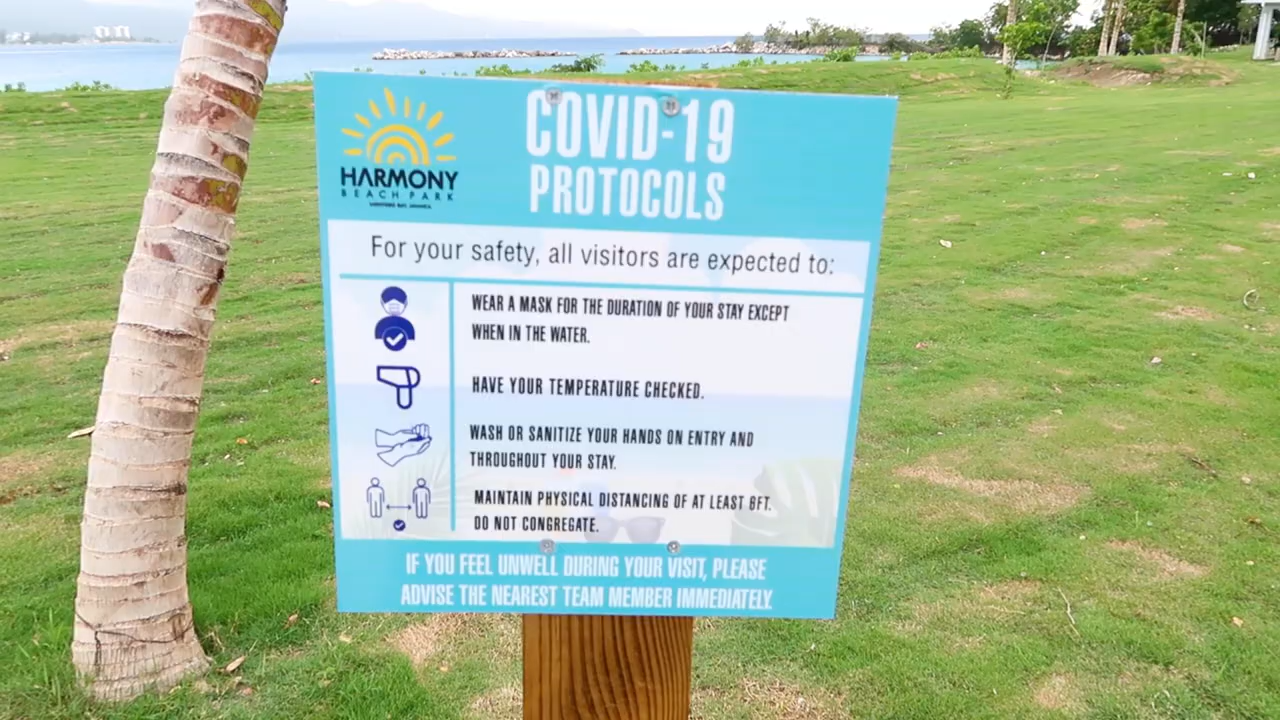 HARMONY
BEACH PARK
MONTEGO BAY, JAMAICA
COVID-19
PROTOCOLS
For your safety, all visitors are expected to:
WEAR A MASK FOR THE DURATION OF YOUR STAY EXCEPT
WHEN IN THE WATER.
HAVE YOUR TEMPERATURE CHECKED.
WASH OR SANITIZE YOUR HANDS ON ENTRY AND
THROUGHOUT YOUR STAY.
MAINTAIN PHYSICAL DISTANCING OF AT LEAST 6FT.
DO NOT CONGREGATE.
IF YOU FEEL UNWELL DURING YOUR VISIT, PLEASE
ADVISE THE NEAREST TEAM MEMBER IMMEDIATELY.